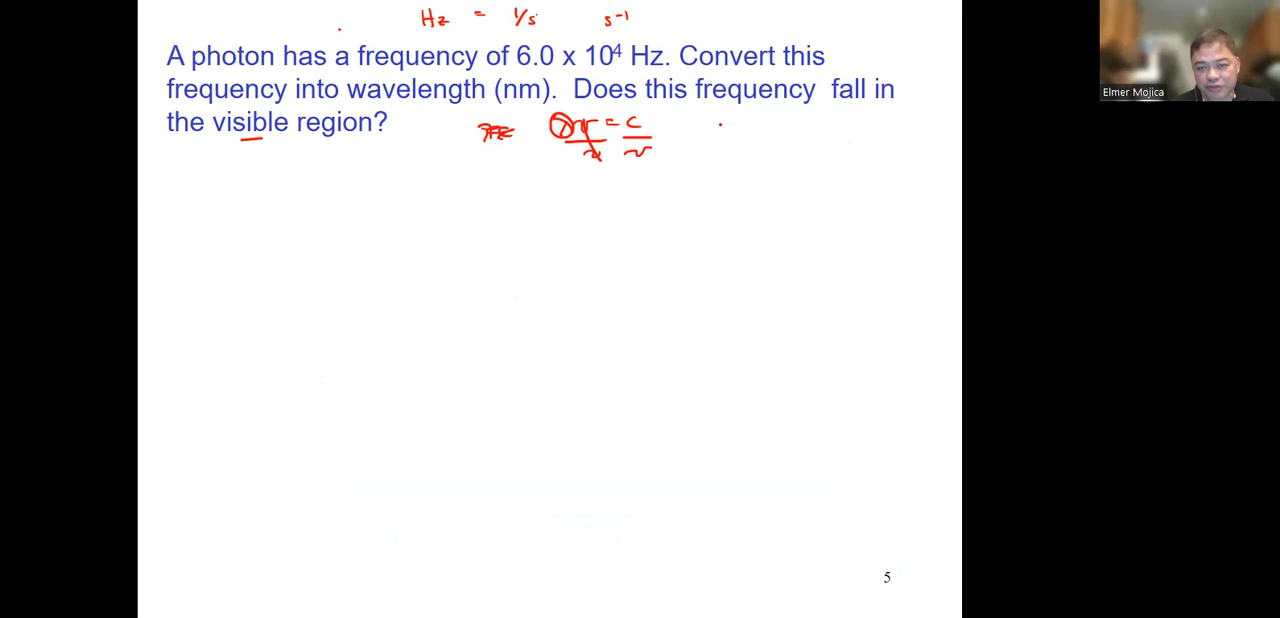 Hz = 1/s s⁻¹
A photon has a frequency of 6.0 x 10⁴ Hz. Convert this
frequency into wavelength (nm). Does this frequency fall in
the visible region?
λν = c
ν ν
5
Elmer Mojica